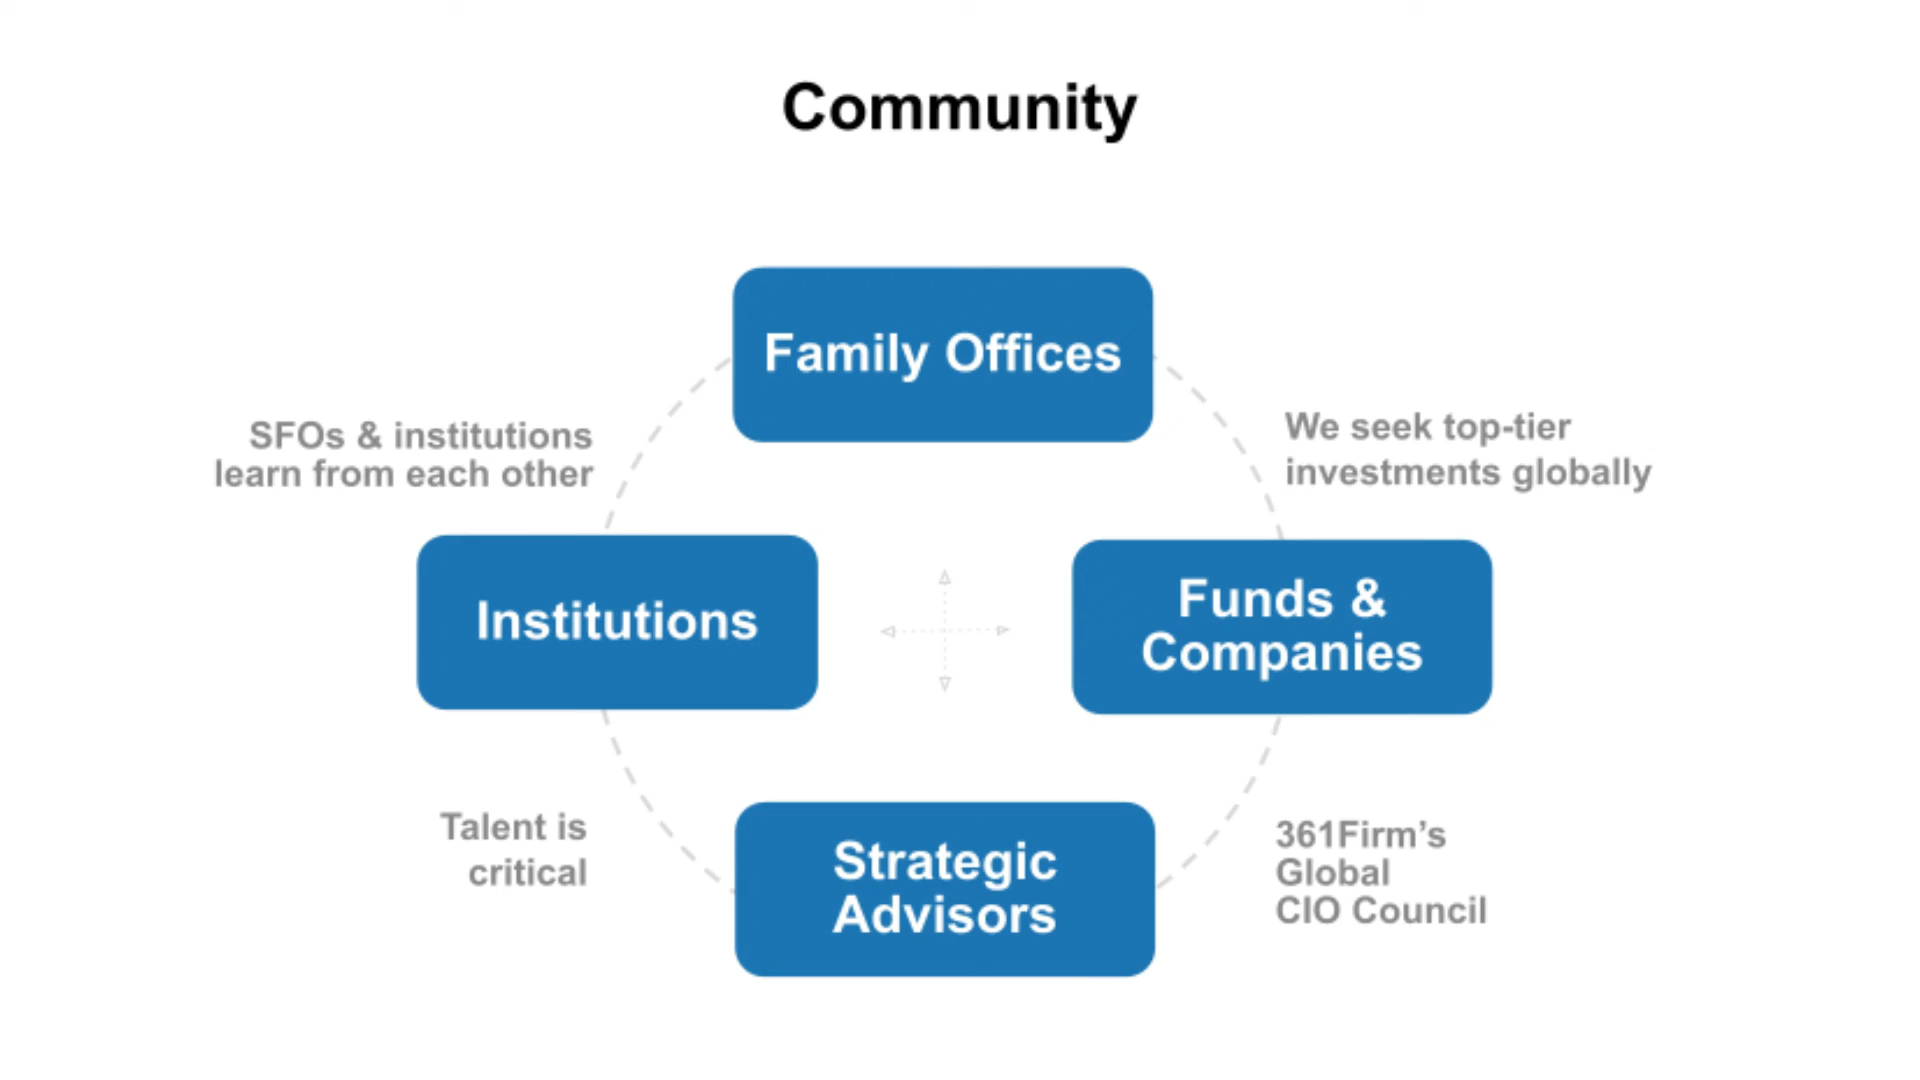 Community
Family Offices
SFOs & institutions
learn from each other
We seek top-tier
investments globally
Institutions
Funds &
Companies
Talent is
critical
Strategic
Advisors
361Firm’s
Global
CIO Council